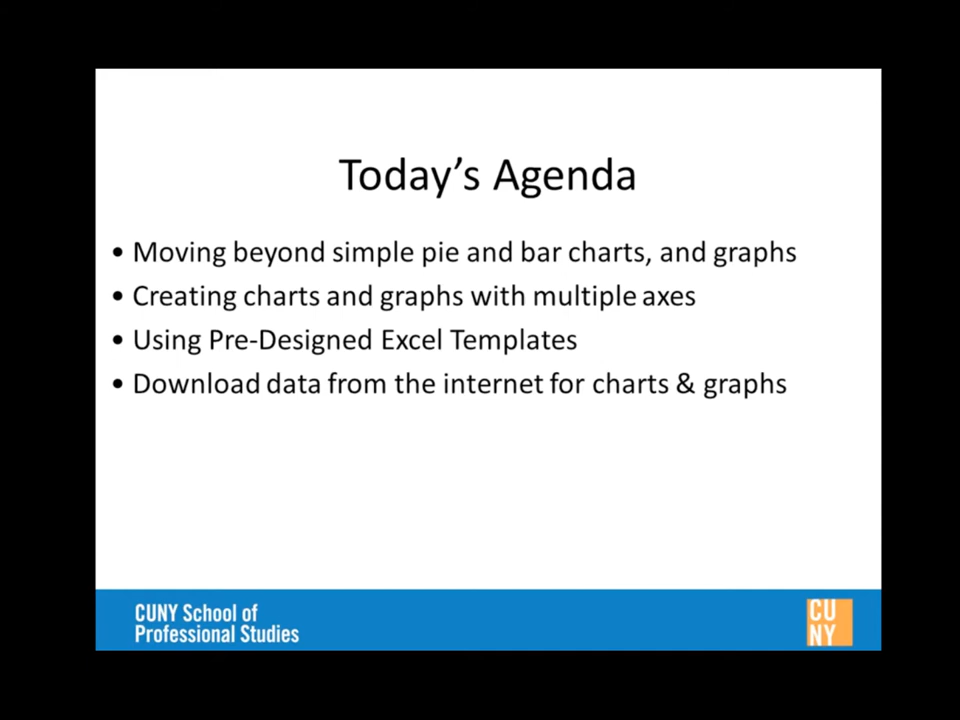 Today's Agenda
• Moving beyond simple pie and bar charts, and graphs
• Creating charts and graphs with multiple axes
• Using Pre-Designed Excel Templates
• Download data from the internet for charts & graphs
CUNY School of
Professional Studies
CU
NY